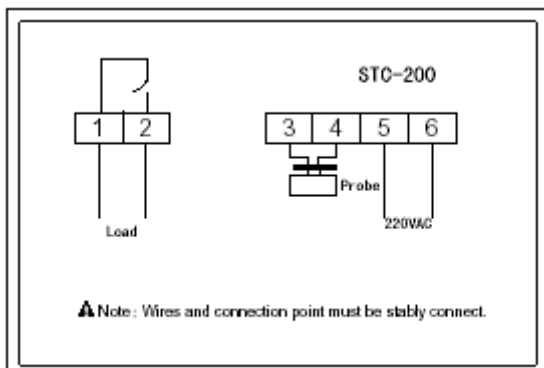 STC-200
1 2
3 4 5 6
Probe
Load
220VAC
Note: Wires and connection point must be stably connect.